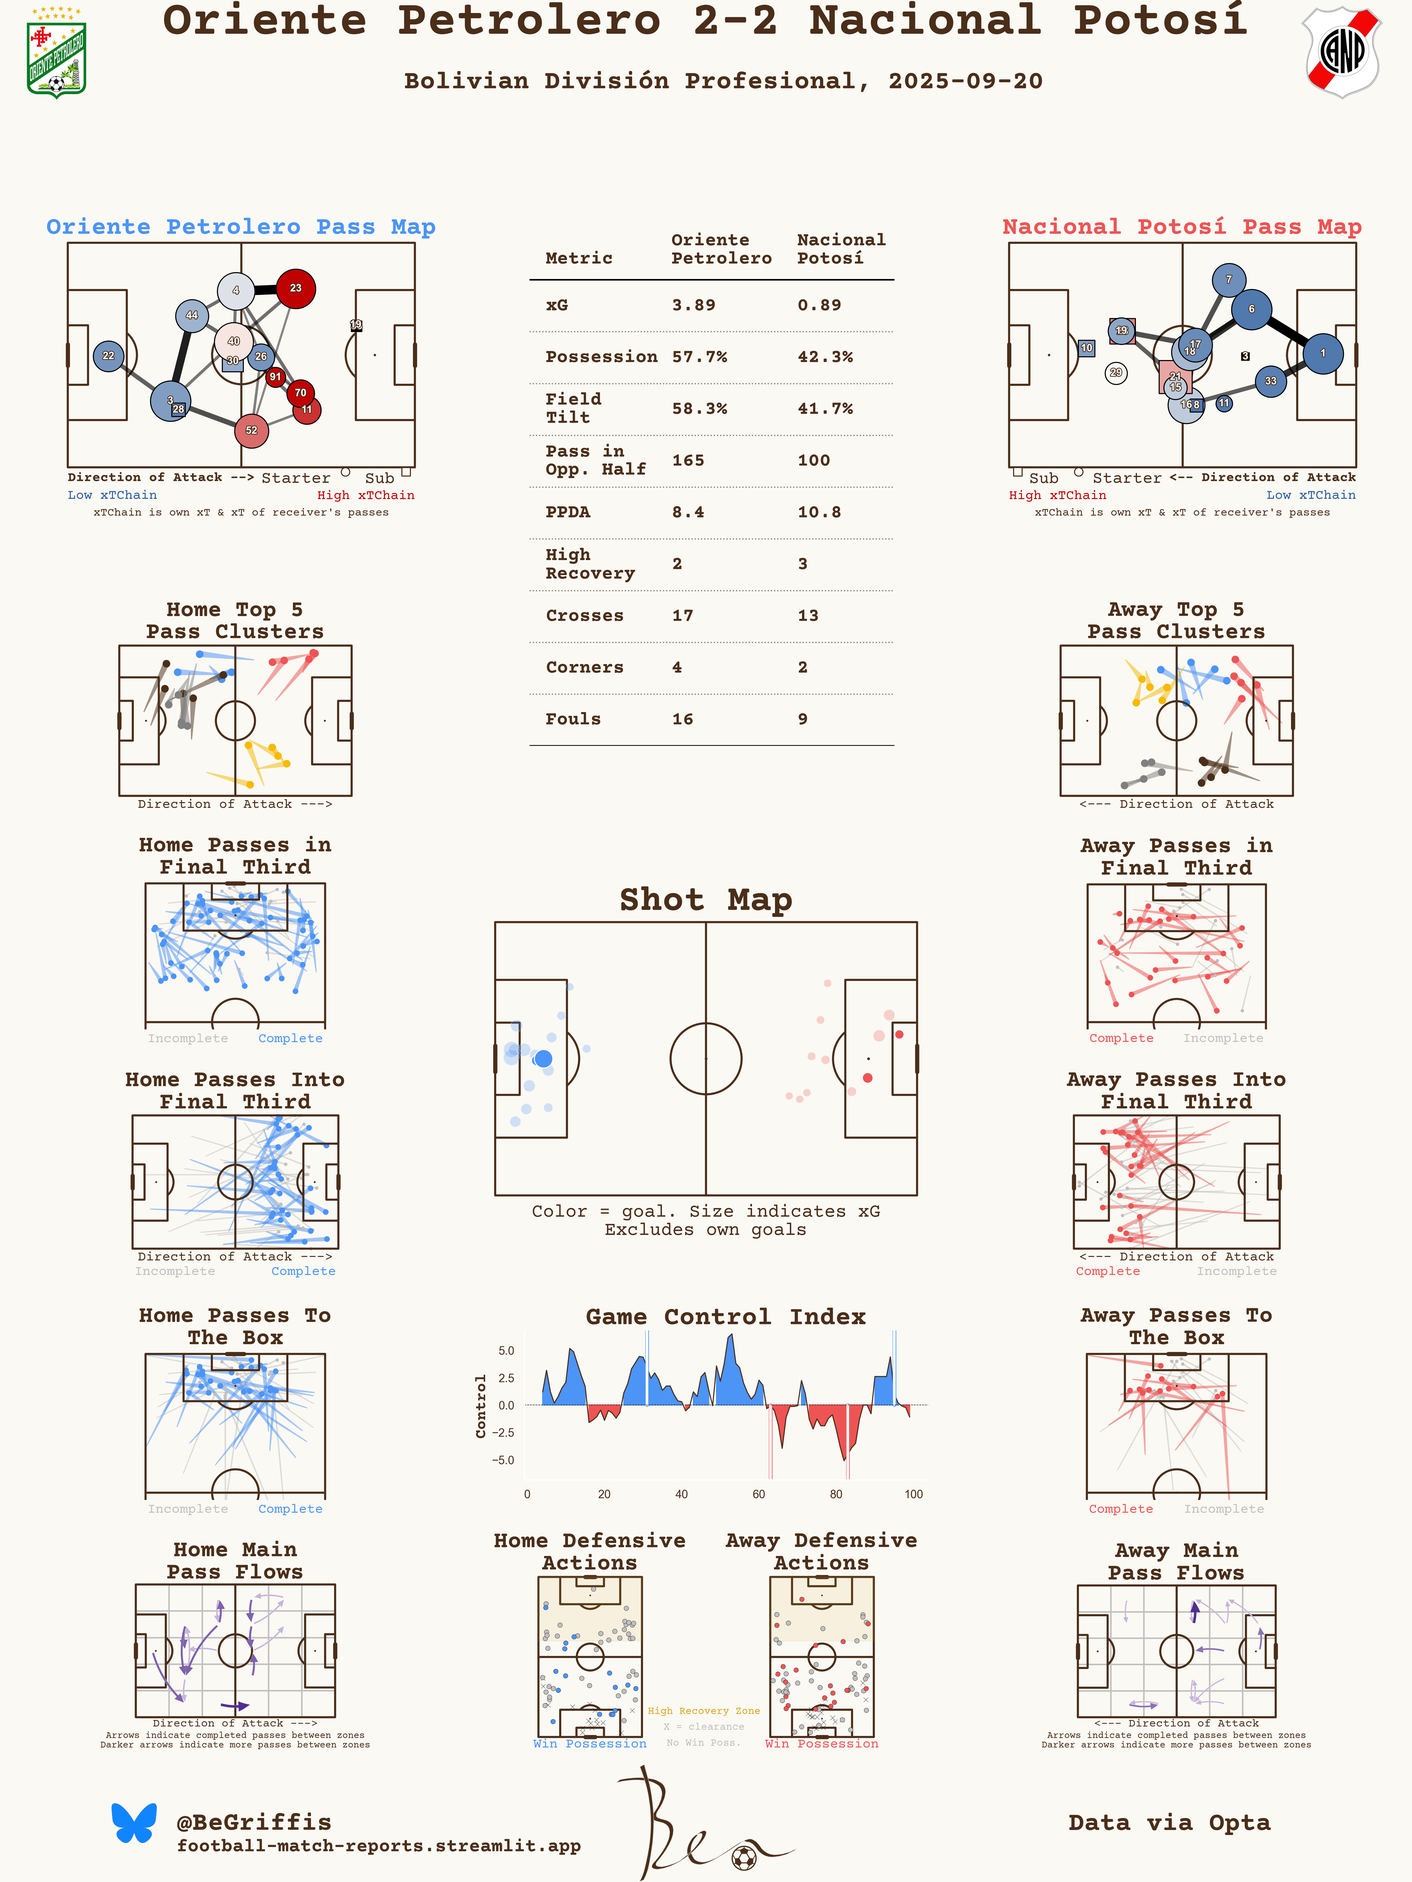 Oriente Petrolero 2-2 Nacional Potosí
Bolivian División Profesional, 2025-09-20
ORIENTE PETROLERO
CANP
Oriente Petrolero Pass Map
4
23
44
40
30
26
22
19
91
70
3
28
11
52
Direction of Attack --> Starter Sub
Low xTChain High xTChain
xTChain is own xT & xT of receiver's passes
Metric Oriente Petrolero Nacional Potosí
xG 3.89 0.89
Possession 57.7% 42.3%
Field Tilt 58.3% 41.7%
Pass in Opp. Half 165 100
PPDA 8.4 10.8
High Recovery 2 3
Crosses 17 13
Corners 4 2
Fouls 16 9
Nacional Potosí Pass Map
7
6
19
17
18
10
3
1
29
21
15
33
16
8
11
Sub Starter <-- Direction of Attack
High xTChain Low xTChain
xTChain is own xT & xT of receiver's passes
Home Top 5
Pass Clusters
Direction of Attack --->
Away Top 5
Pass Clusters
<--- Direction of Attack
Home Passes in
Final Third
Incomplete Complete
Away Passes in
Final Third
Complete Incomplete
Shot Map
Color = goal. Size indicates xG
Excludes own goals
Home Passes Into
Final Third
Direction of Attack --->
Incomplete Complete
Away Passes Into
Final Third
<--- Direction of Attack
Complete Incomplete
Home Passes To
The Box
Incomplete Complete
Game Control Index
Control
5.0
2.5
0.0
−2.5
−5.0
0 20 40 60 80 100
Away Passes To
The Box
Complete Incomplete
Home Main
Pass Flows
Direction of Attack --->
Arrows indicate completed passes between zones
Darker arrows indicate more passes between zones
Home Defensive
Actions
Win Possession
High Recovery Zone
X = clearance
No Win Poss.
Away Defensive
Actions
Win Possession
Away Main
Pass Flows
<--- Direction of Attack
Arrows indicate completed passes between zones
Darker arrows indicate more passes between zones
@BeGriffis
football-match-reports.streamlit.app
Ben
Data via Opta